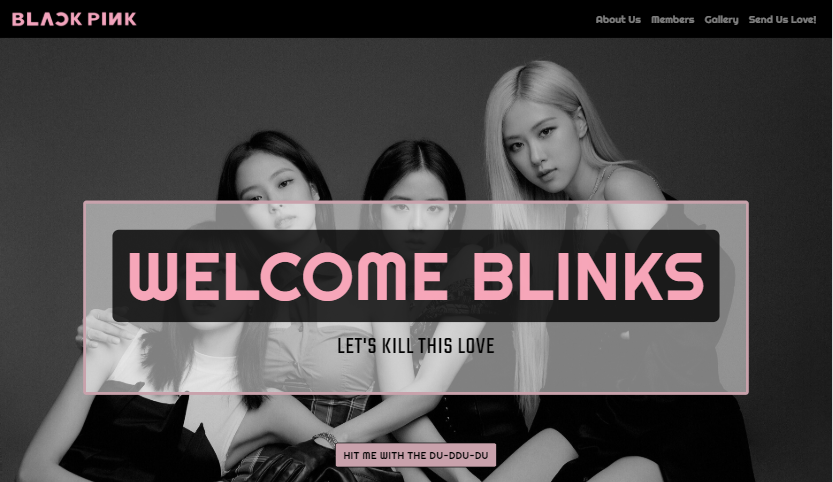 BLACKPINK
About Us Members Gallery Send Us Love!
WELCOME BLINKS
LET'S KILL THIS LOVE
HIT ME WITH THE DU-DDU-DU